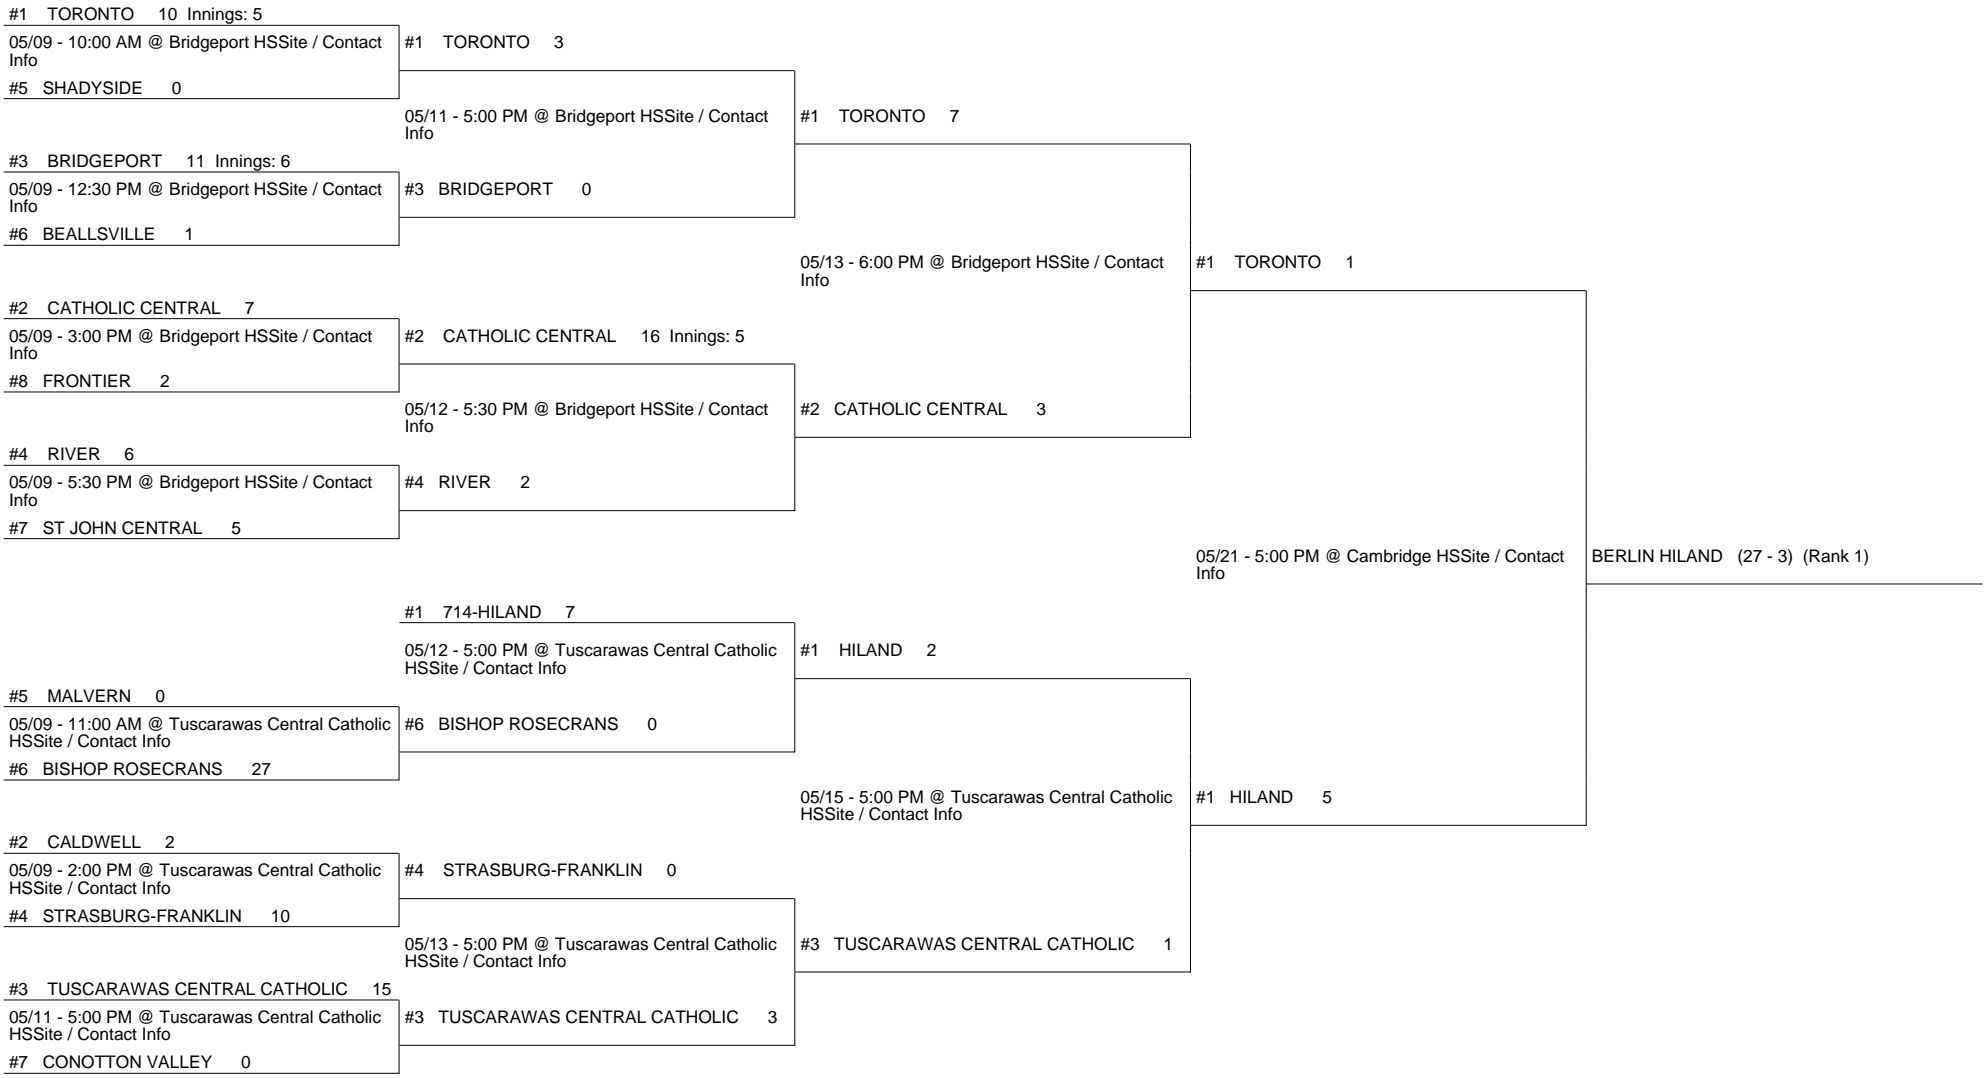 #1 TORONTO 10 Innings: 5
05/09 - 10:00 AM @ Bridgeport HSSite / Contact
Info
#5 SHADYSIDE 0
#3 BRIDGEPORT 11 Innings: 6
05/09 - 12:30 PM @ Bridgeport HSSite / Contact
Info
#6 BEALLSVILLE 1
#2 CATHOLIC CENTRAL 7
05/09 - 3:00 PM @ Bridgeport HSSite / Contact
Info
#8 FRONTIER 2
#4 RIVER 6
05/09 - 5:30 PM @ Bridgeport HSSite / Contact
Info
#7 ST JOHN CENTRAL 5
#5 MALVERN 0
05/09 - 11:00 AM @ Tuscarawas Central Catholic
HSSite / Contact Info
#6 BISHOP ROSECRANS 27
#2 CALDWELL 2
05/09 - 2:00 PM @ Tuscarawas Central Catholic
HSSite / Contact Info
#4 STRASBURG-FRANKLIN 10
#3 TUSCARAWAS CENTRAL CATHOLIC 15
05/11 - 5:00 PM @ Tuscarawas Central Catholic
HSSite / Contact Info
#7 CONOTTON VALLEY 0
#1 TORONTO 3
05/11 - 5:00 PM @ Bridgeport HSSite / Contact
Info
#3 BRIDGEPORT 0
#2 CATHOLIC CENTRAL 16 Innings: 5
05/12 - 5:30 PM @ Bridgeport HSSite / Contact
Info
#4 RIVER 2
#1 714-HILAND 7
05/12 - 5:00 PM @ Tuscarawas Central Catholic
HSSite / Contact Info
#6 BISHOP ROSECRANS 0
#4 STRASBURG-FRANKLIN 0
05/13 - 5:00 PM @ Tuscarawas Central Catholic
HSSite / Contact Info
#3 TUSCARAWAS CENTRAL CATHOLIC 3
#1 TORONTO 7
05/13 - 6:00 PM @ Bridgeport HSSite / Contact
Info
#2 CATHOLIC CENTRAL 3
#1 HILAND 2
05/15 - 5:00 PM @ Tuscarawas Central Catholic
HSSite / Contact Info
#3 TUSCARAWAS CENTRAL CATHOLIC 1
#1 TORONTO 1
05/21 - 5:00 PM @ Cambridge HSSite / Contact
Info
#1 HILAND 5
BERLIN HILAND (27 - 3) (Rank 1)